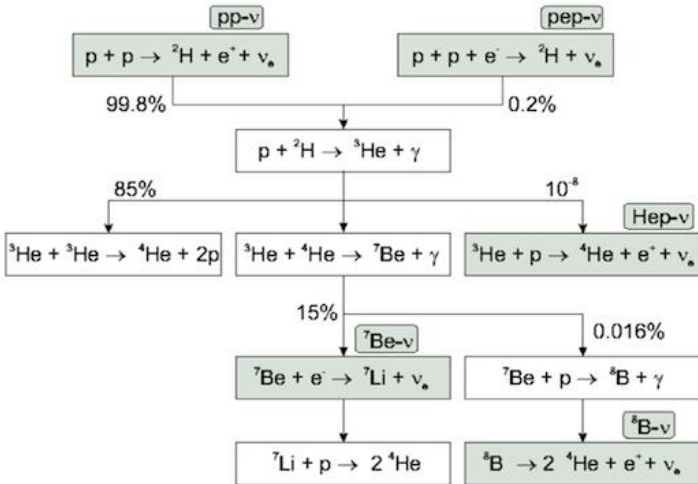 pp-ν
pep-ν
p + p → ²H + e⁺ + νₑ
p + p + e⁻ → ²H + νₑ
99.8%
0.2%
p + ²H → ³He + γ
85%
10⁻⁸
Hep-ν
³He + ³He → ⁴He + 2p
³He + ⁴He → ⁷Be + γ
³He + p → ⁴He + e⁺ + νₑ
15%
0.016%
⁷Be-ν
⁷Be + e⁻ → ⁷Li + νₑ
⁷Be + p → ⁸B + γ
⁸B-ν
⁷Li + p → 2 ⁴He
⁸B → 2 ⁴He + e⁺ + νₑ